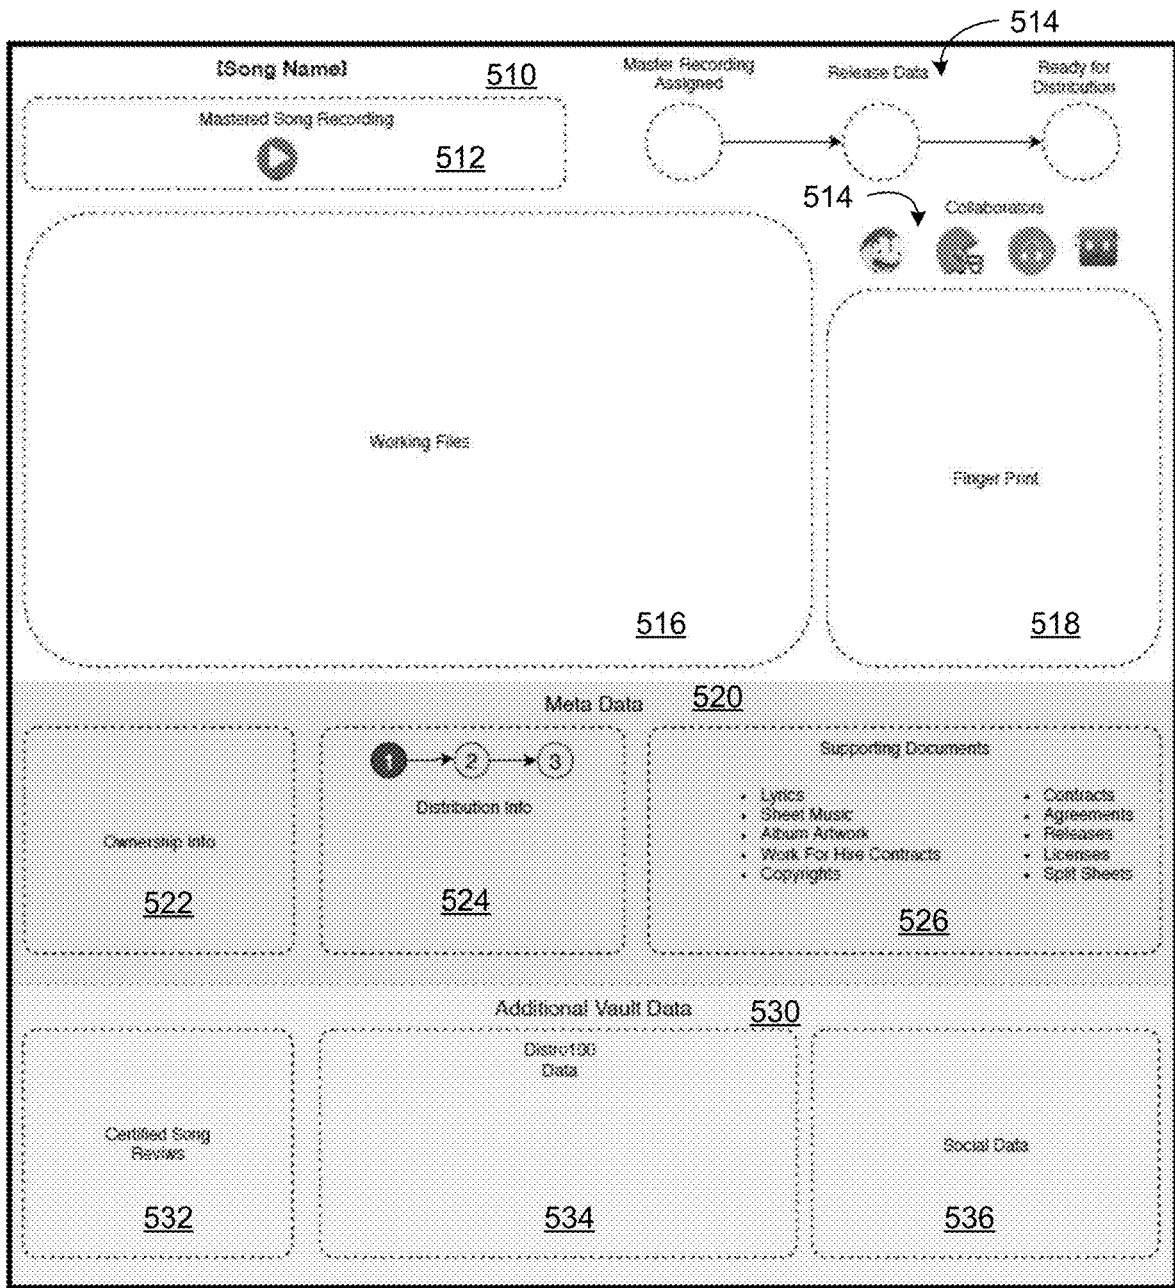 514
[Song Name]
510
Master Recording
Assigned
Release Data
Ready for
Distribution
Mastered Song Recording
512
514
Collaborators
Working Files
516
Finger Print
518
Meta Data
520
Ownership Info
522
1
2
3
Distribution Info
524
Supporting Documents
• Lyrics
• Sheet Music
• Album Artwork
• Work For Hire Contracts
• Copyrights
• Contracts
• Agreements
• Releases
• Licenses
• Split Sheets
526
Additional Vault Data
530
Certified Song
Reviws
532
Distro100
Data
534
Social Data
536